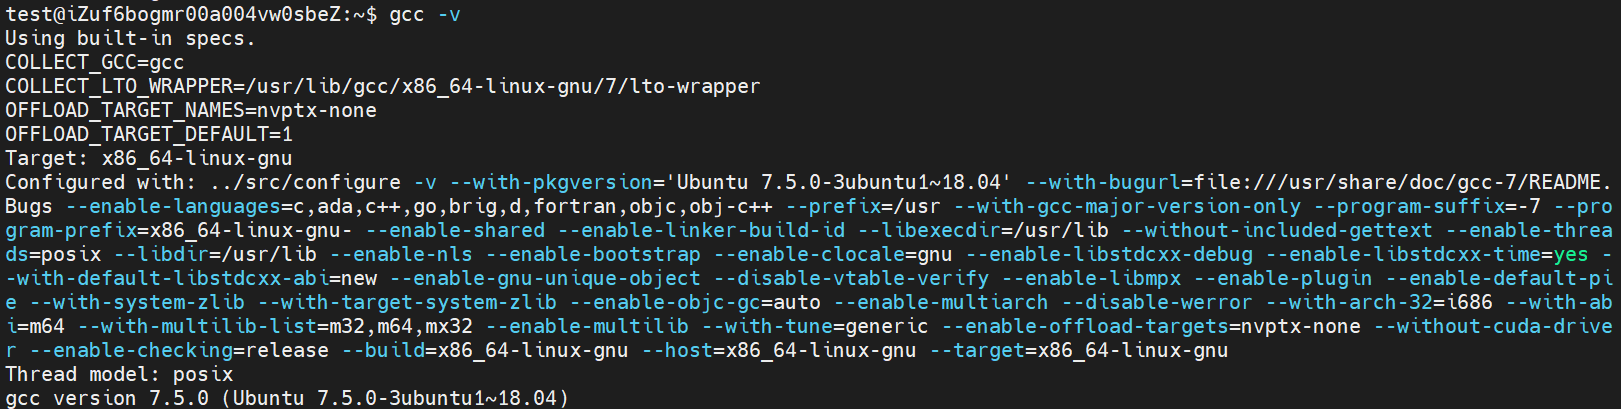 test@iZuf6bogmr00a004vw0sbeZ:~$ gcc -v
Using built-in specs.
COLLECT_GCC=gcc
COLLECT_LTO_WRAPPER=/usr/lib/gcc/x86_64-linux-gnu/7/lto-wrapper
OFFLOAD_TARGET_NAMES=nvptx-none
OFFLOAD_TARGET_DEFAULT=1
Target: x86_64-linux-gnu
Configured with: ../src/configure -v --with-pkgversion='Ubuntu 7.5.0-3ubuntu1~18.04' --with-bugurl=file:///usr/share/doc/gcc-7/README.
Bugs --enable-languages=c,ada,c++,go,brig,d,fortran,objc,obj-c++ --prefix=/usr --with-gcc-major-version-only --program-suffix=-7 --pro
gram-prefix=x86_64-linux-gnu- --enable-shared --enable-linker-build-id --libexecdir=/usr/lib --without-included-gettext --enable-threa
ds=posix --libdir=/usr/lib --enable-nls --enable-bootstrap --enable-clocale=gnu --enable-libstdcxx-debug --enable-libstdcxx-time=yes -
-with-default-libstdcxx-abi=new --enable-gnu-unique-object --disable-vtable-verify --enable-libmpx --enable-plugin --enable-default-pi
e --with-system-zlib --with-target-system-zlib --enable-objc-gc=auto --enable-multiarch --disable-werror --with-arch-32=i686 --with-ab
i=m64 --with-multilib-list=m32,m64,mx32 --enable-multilib --with-tune=generic --enable-offload-targets=nvptx-none --without-cuda-drive
r --enable-checking=release --build=x86_64-linux-gnu --host=x86_64-linux-gnu --target=x86_64-linux-gnu
Thread model: posix
gcc version 7.5.0 (Ubuntu 7.5.0-3ubuntu1~18.04)